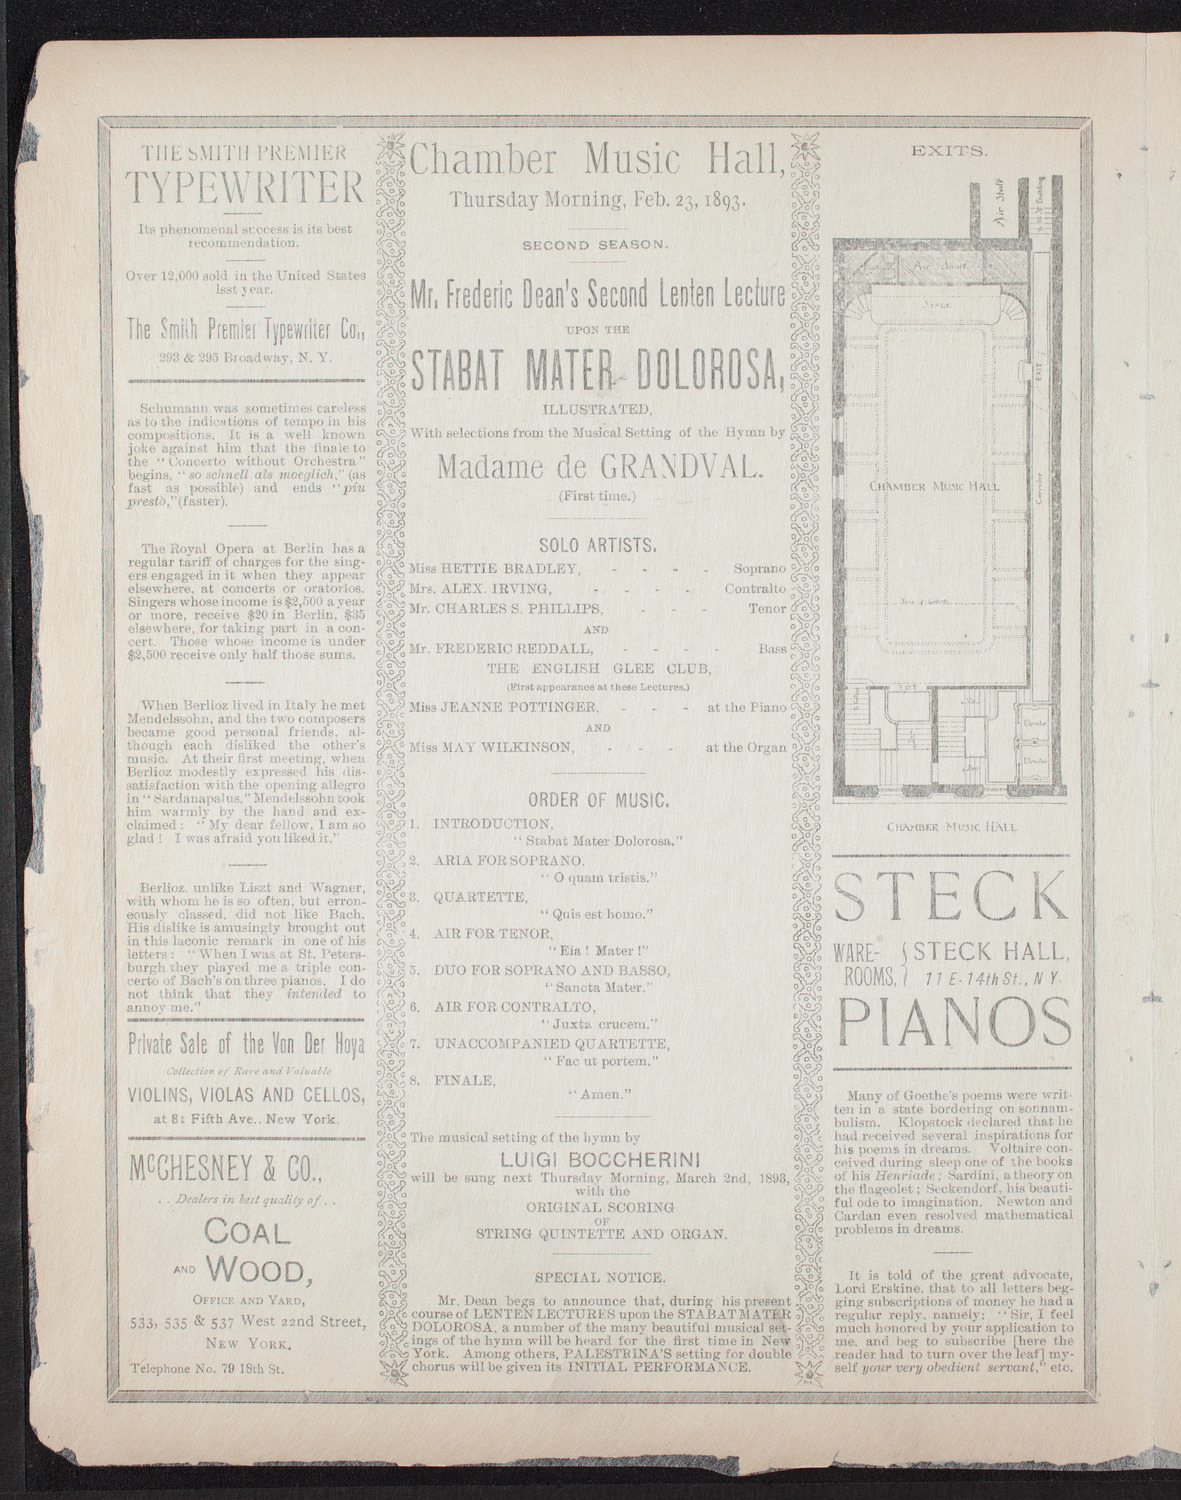 THE SMITH PREMIER
TYPEWRITER
Its phenomenal success is its best
recommendation.
Over 12,000 sold in the United States
lsst year.
The Smith Premier Typewriter Co.,
293 & 295 Broadway, N. Y.
Schumann was sometimes careless
as to the indications of tempo in his
compositions. It is a well known
joke against him that the finale to
the “Concerto without Orchestra”
begins, “so schnell als moeglich,” (as
fast as possible) and ends “piu
presto,” (faster).
The Royal Opera at Berlin has a
regular tariff of charges for the sing-
ers engaged in it when they appear
elsewhere, at concerts or oratorios.
Singers whose income is $2,500 a year
or more, receive $20 in Berlin, $35
elsewhere, for taking part in a con-
cert. Those whose income is under
$2,500 receive only half those sums.
When Berlioz lived in Italy he met
Mendelssohn, and the two composers
became good personal friends, al-
though each disliked the other's
music. At their first meeting, when
Berlioz modestly expressed his dis-
satisfaction with the opening allegro
in “Sardanapalus,” Mendelssohn took
him warmly by the hand and ex-
claimed: “My dear fellow, I am so
glad! I was afraid you liked it.”
Berlioz, unlike Liszt and Wagner,
with whom he is so often, but erron-
eously classed, did not like Bach.
His dislike is amusingly brought out
in this laconic remark in one of his
letters: “When I was at St. Peters-
burgh they played me a triple con-
certo of Bach's on three pianos. I do
not think that they intended to
annoy me.”
Private Sale of the Von Der Hoya
Collection of Rare and Valuable
VIOLINS, VIOLAS AND CELLOS,
at 81 Fifth Ave., New York.
McCHESNEY & CO.,
. . Dealers in best quality of . .
COAL
AND WOOD,
OFFICE AND YARD,
533, 535 & 537 West 22nd Street,
NEW YORK.
Telephone No. 79 18th St.
Chamber Music Hall,
Thursday Morning, Feb. 23, 1893.
SECOND SEASON.
Mr. Frederic Dean's Second Lenten Lecture
UPON THE
STABAT MATER DOLOROSA,
ILLUSTRATED,
With selections from the Musical Setting of the Hymn by
Madame de GRANDVAL.
(First time.)
SOLO ARTISTS.
Miss HETTIE BRADLEY, - - - - Soprano
Mrs. ALEX. IRVING, - - - - Contralto
Mr. CHARLES S. PHILLIPS, - - - Tenor
AND
Mr. FREDERIC REDDALL, - - - - Bass
THE ENGLISH GLEE CLUB,
(First appearance at these Lectures.)
Miss JEANNE POTTINGER, - - - at the Piano
AND
Miss MAY WILKINSON, - - - at the Organ
ORDER OF MUSIC.
1. INTRODUCTION,
“Stabat Mater Dolorosa.”
2. ARIA FOR SOPRANO,
“O quam tristis.”
3. QUARTETTE,
“Quis est homo.”
4. AIR FOR TENOR,
“Eia! Mater!”
5. DUO FOR SOPRANO AND BASSO,
“Sancta Mater.”
6. AIR FOR CONTRALTO,
“Juxta crucem.”
7. UNACCOMPANIED QUARTETTE,
“Fac ut portem.”
8. FINALE,
“Amen.”
The musical setting of the hymn by
LUIGI BOCCHERINI
will be sung next Thursday Morning, March 2nd, 1893,
with the
ORIGINAL SCORING
OF
STRING QUINTETTE AND ORGAN.
SPECIAL NOTICE.
Mr. Dean begs to announce that, during his present
course of LENTEN LECTURES upon the STABAT MATER
DOLOROSA, a number of the many beautiful musical set-
ings of the hymn will be heard for the first time in New
York. Among others, PALESTRINA'S setting for double
chorus will be given its INITIAL PERFORMANCE.
EXITS.
Air Shaft
Air Shaft
STAGE
EXIT
CHAMBER MUSIC HALL
Corridor
EXIT
Elevator
Elevator
CHAMBER MUSIC HALL
STECK
WARE-
ROOMS, { STECK HALL,
11 E. 14th St., N Y.
PIANOS
Many of Goethe's poems were writ-
ten in a state bordering on somnam-
bulism. Klopstock declared that he
had received several inspirations for
his poems in dreams. Voltaire con-
ceived during sleep one of the books
of his Henriade; Sardini, a theory on
the flageolet; Seckendorf, his beauti-
ful ode to imagination. Newton and
Cardan even resolved mathematical
problems in dreams.
It is told of the great advocate,
Lord Erskine, that to all letters beg-
ging subscriptions of money he had a
regular reply, namely: “Sir, I feel
much honored by your application to
me, and beg to subscribe [here the
reader had to turn over the leaf] my-
self your very obedient servant,” etc.